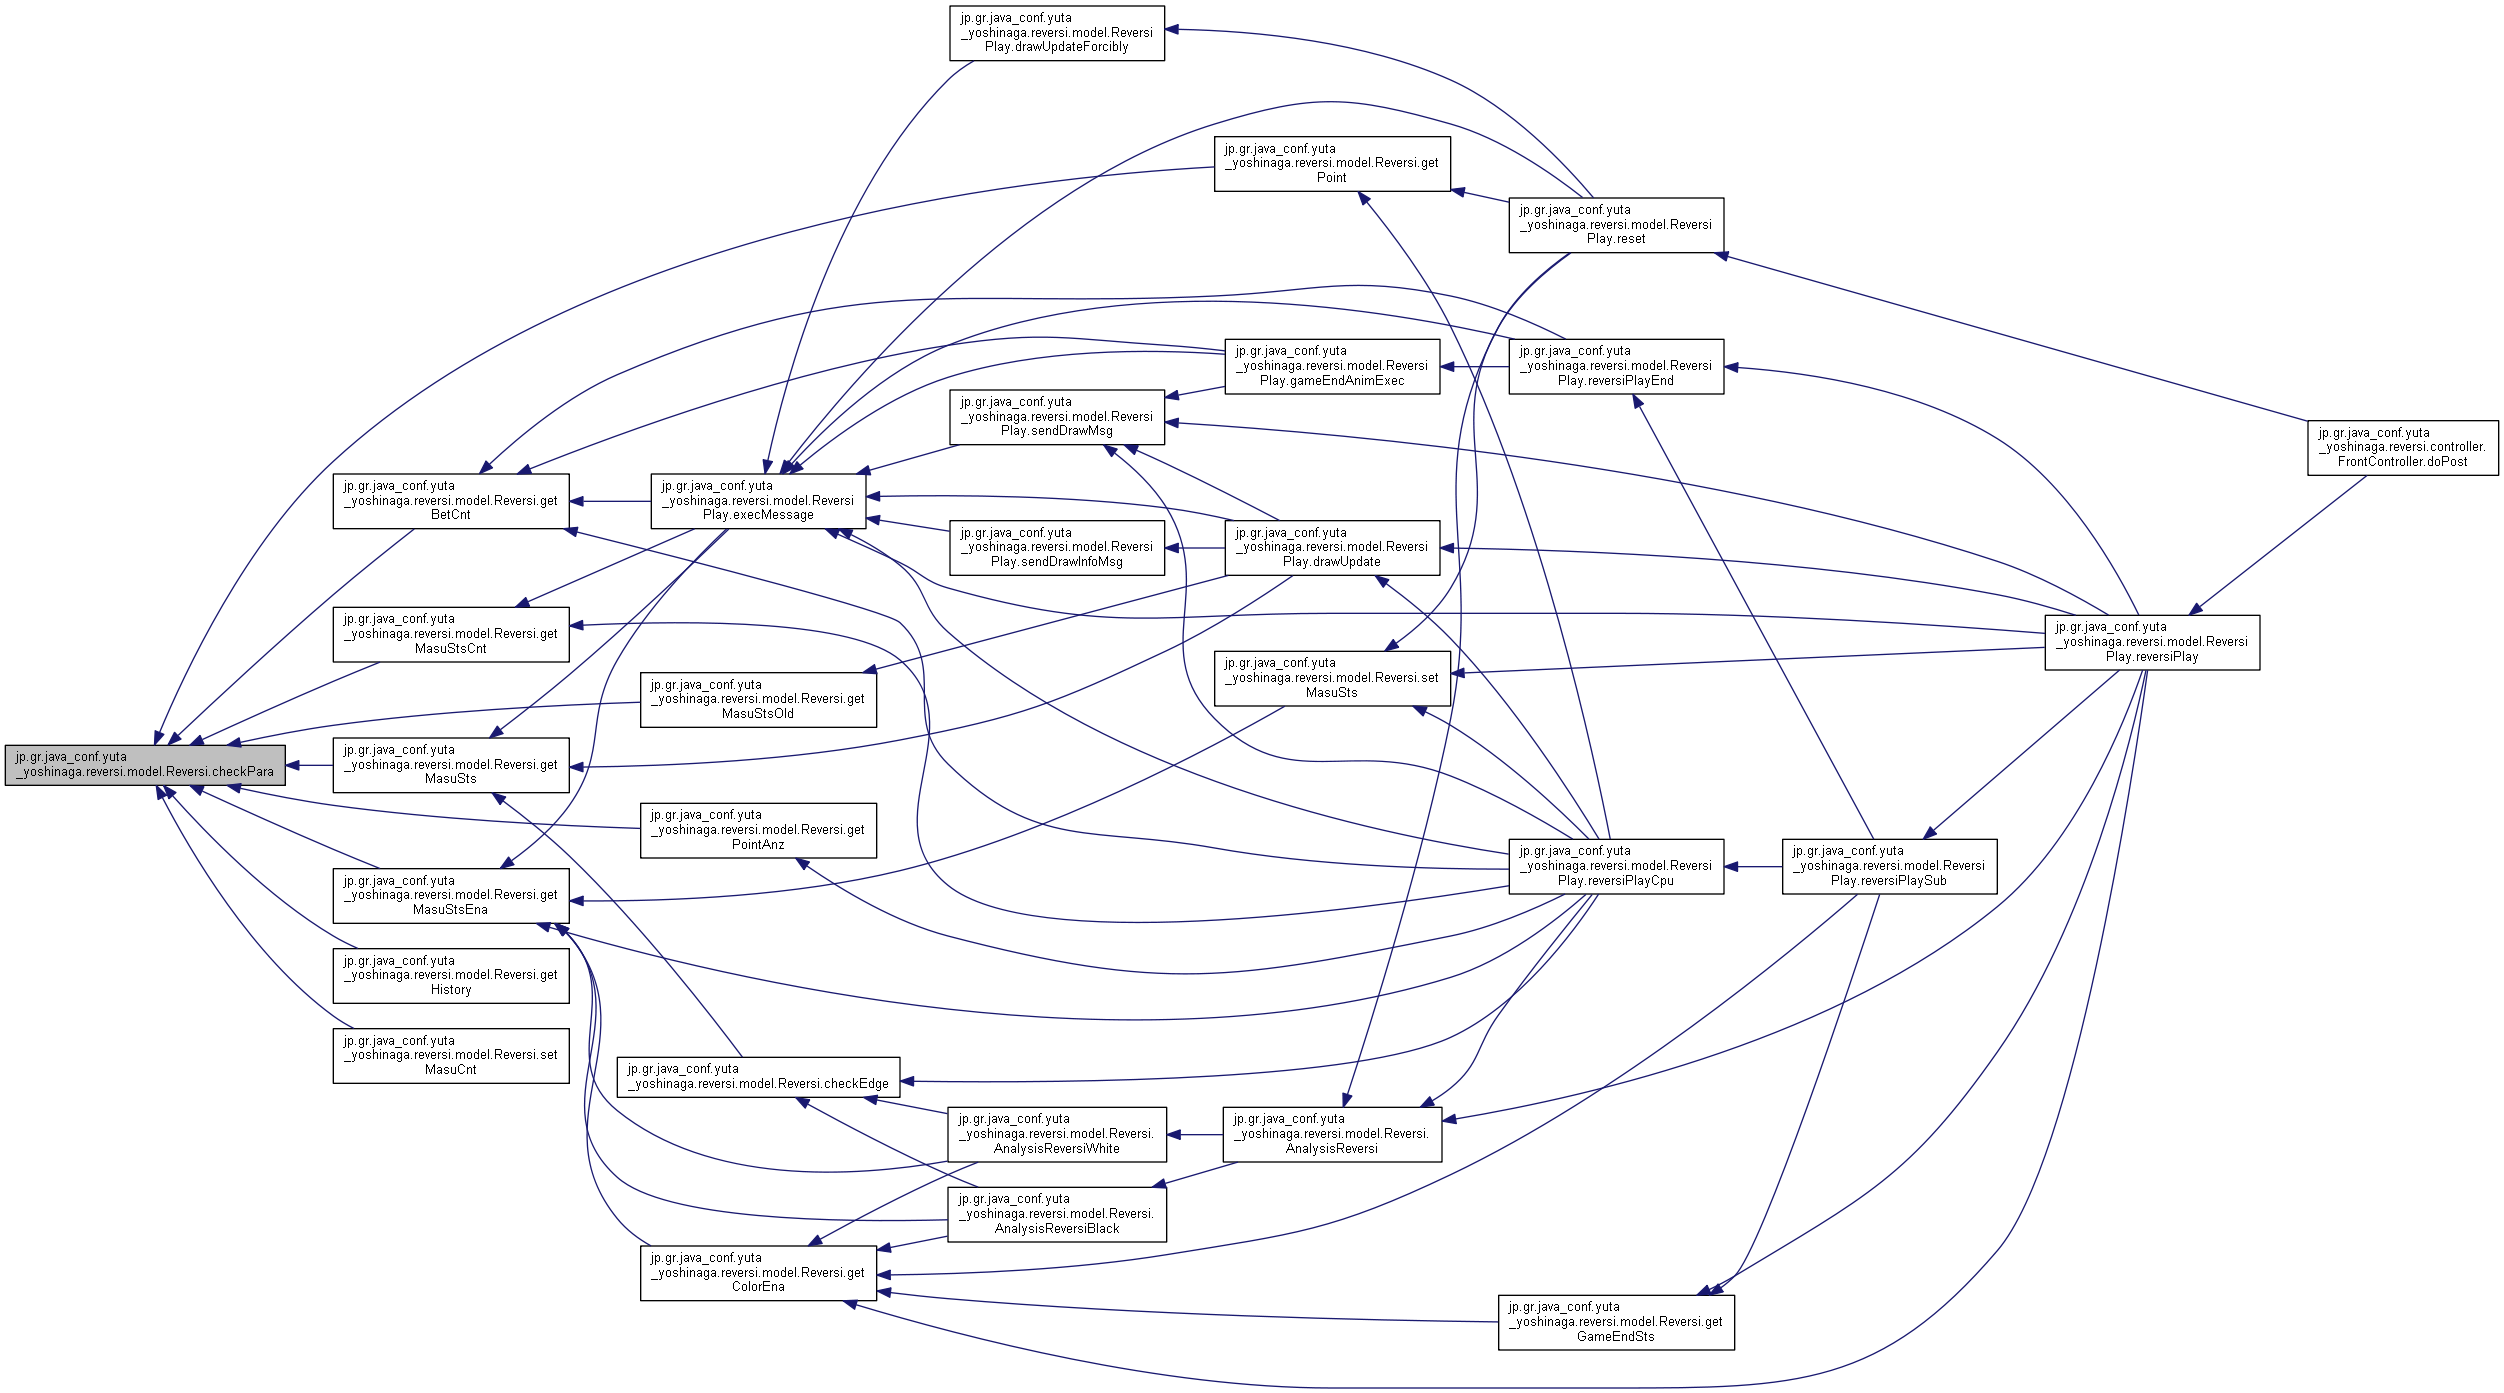 jp.gr.java_conf.yuta
_yoshinaga.reversi.model.Reversi
Play.drawUpdateForcibly
jp.gr.java_conf.yuta
_yoshinaga.reversi.model.Reversi.get
Point
jp.gr.java_conf.yuta
_yoshinaga.reversi.model.Reversi
Play.reset
jp.gr.java_conf.yuta
_yoshinaga.reversi.model.Reversi
Play.gameEndAnimExec
jp.gr.java_conf.yuta
_yoshinaga.reversi.model.Reversi
Play.reversiPlayEnd
jp.gr.java_conf.yuta
_yoshinaga.reversi.model.Reversi
Play.sendDrawMsg
jp.gr.java_conf.yuta
_yoshinaga.reversi.controller.
FrontController.doPost
jp.gr.java_conf.yuta
_yoshinaga.reversi.model.Reversi.get
BetCnt
jp.gr.java_conf.yuta
_yoshinaga.reversi.model.Reversi
Play.execMessage
jp.gr.java_conf.yuta
_yoshinaga.reversi.model.Reversi
Play.sendDrawInfoMsg
jp.gr.java_conf.yuta
_yoshinaga.reversi.model.Reversi
Play.drawUpdate
jp.gr.java_conf.yuta
_yoshinaga.reversi.model.Reversi.get
MasuStsCnt
jp.gr.java_conf.yuta
_yoshinaga.reversi.model.Reversi
Play.reversiPlay
jp.gr.java_conf.yuta
_yoshinaga.reversi.model.Reversi.set
MasuSts
jp.gr.java_conf.yuta
_yoshinaga.reversi.model.Reversi.get
MasuStsOld
jp.gr.java_conf.yuta
_yoshinaga.reversi.model.Reversi.checkPara
jp.gr.java_conf.yuta
_yoshinaga.reversi.model.Reversi.get
MasuSts
jp.gr.java_conf.yuta
_yoshinaga.reversi.model.Reversi.get
PointAnz
jp.gr.java_conf.yuta
_yoshinaga.reversi.model.Reversi
Play.reversiPlayCpu
jp.gr.java_conf.yuta
_yoshinaga.reversi.model.Reversi
Play.reversiPlaySub
jp.gr.java_conf.yuta
_yoshinaga.reversi.model.Reversi.get
MasuStsEna
jp.gr.java_conf.yuta
_yoshinaga.reversi.model.Reversi.get
History
jp.gr.java_conf.yuta
_yoshinaga.reversi.model.Reversi.set
MasuCnt
jp.gr.java_conf.yuta
_yoshinaga.reversi.model.Reversi.checkEdge
jp.gr.java_conf.yuta
_yoshinaga.reversi.model.Reversi.
AnalysisReversiWhite
jp.gr.java_conf.yuta
_yoshinaga.reversi.model.Reversi.
AnalysisReversi
jp.gr.java_conf.yuta
_yoshinaga.reversi.model.Reversi.
AnalysisReversiBlack
jp.gr.java_conf.yuta
_yoshinaga.reversi.model.Reversi.get
ColorEna
jp.gr.java_conf.yuta
_yoshinaga.reversi.model.Reversi.get
GameEndSts